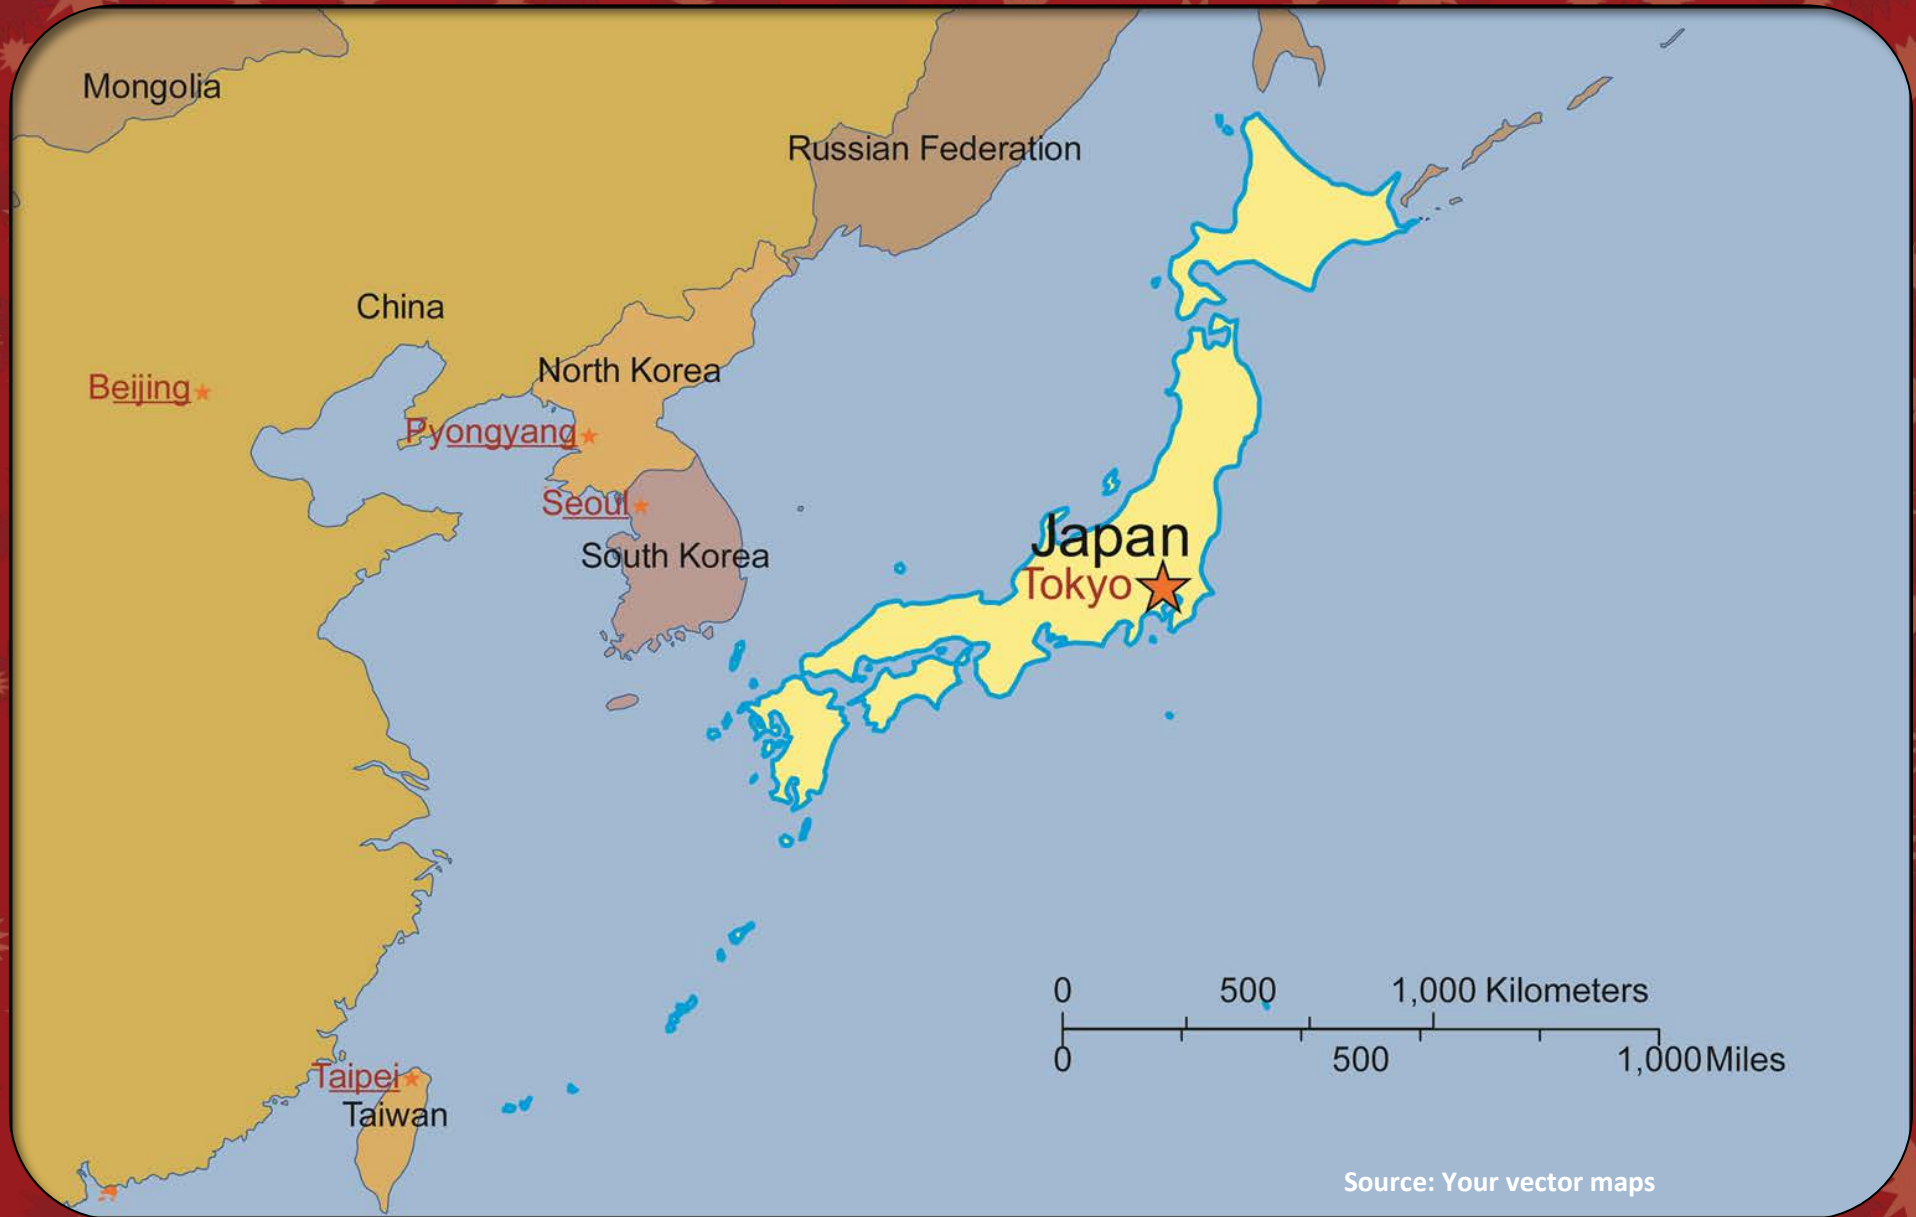 Mongolia
Russian Federation
China
North Korea
Beijing
Pyongyang
Seoul
South Korea
Japan
Tokyo
0 500 1,000 Kilometers
0 500 1,000 Miles
Taipei
Taiwan
Source: Your vector maps